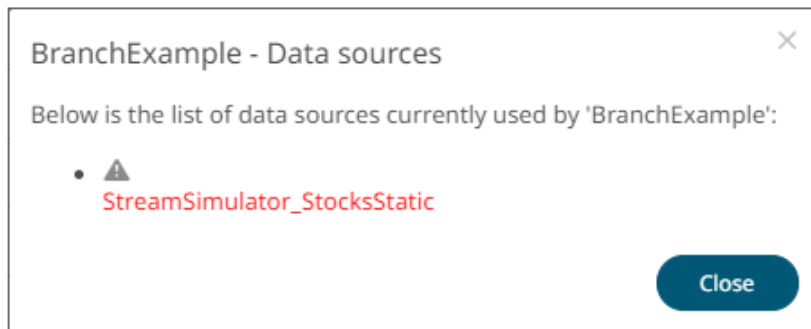 BranchExample - Data sources
Below is the list of data sources currently used by 'BranchExample':
StreamSimulator_StocksStatic
Close